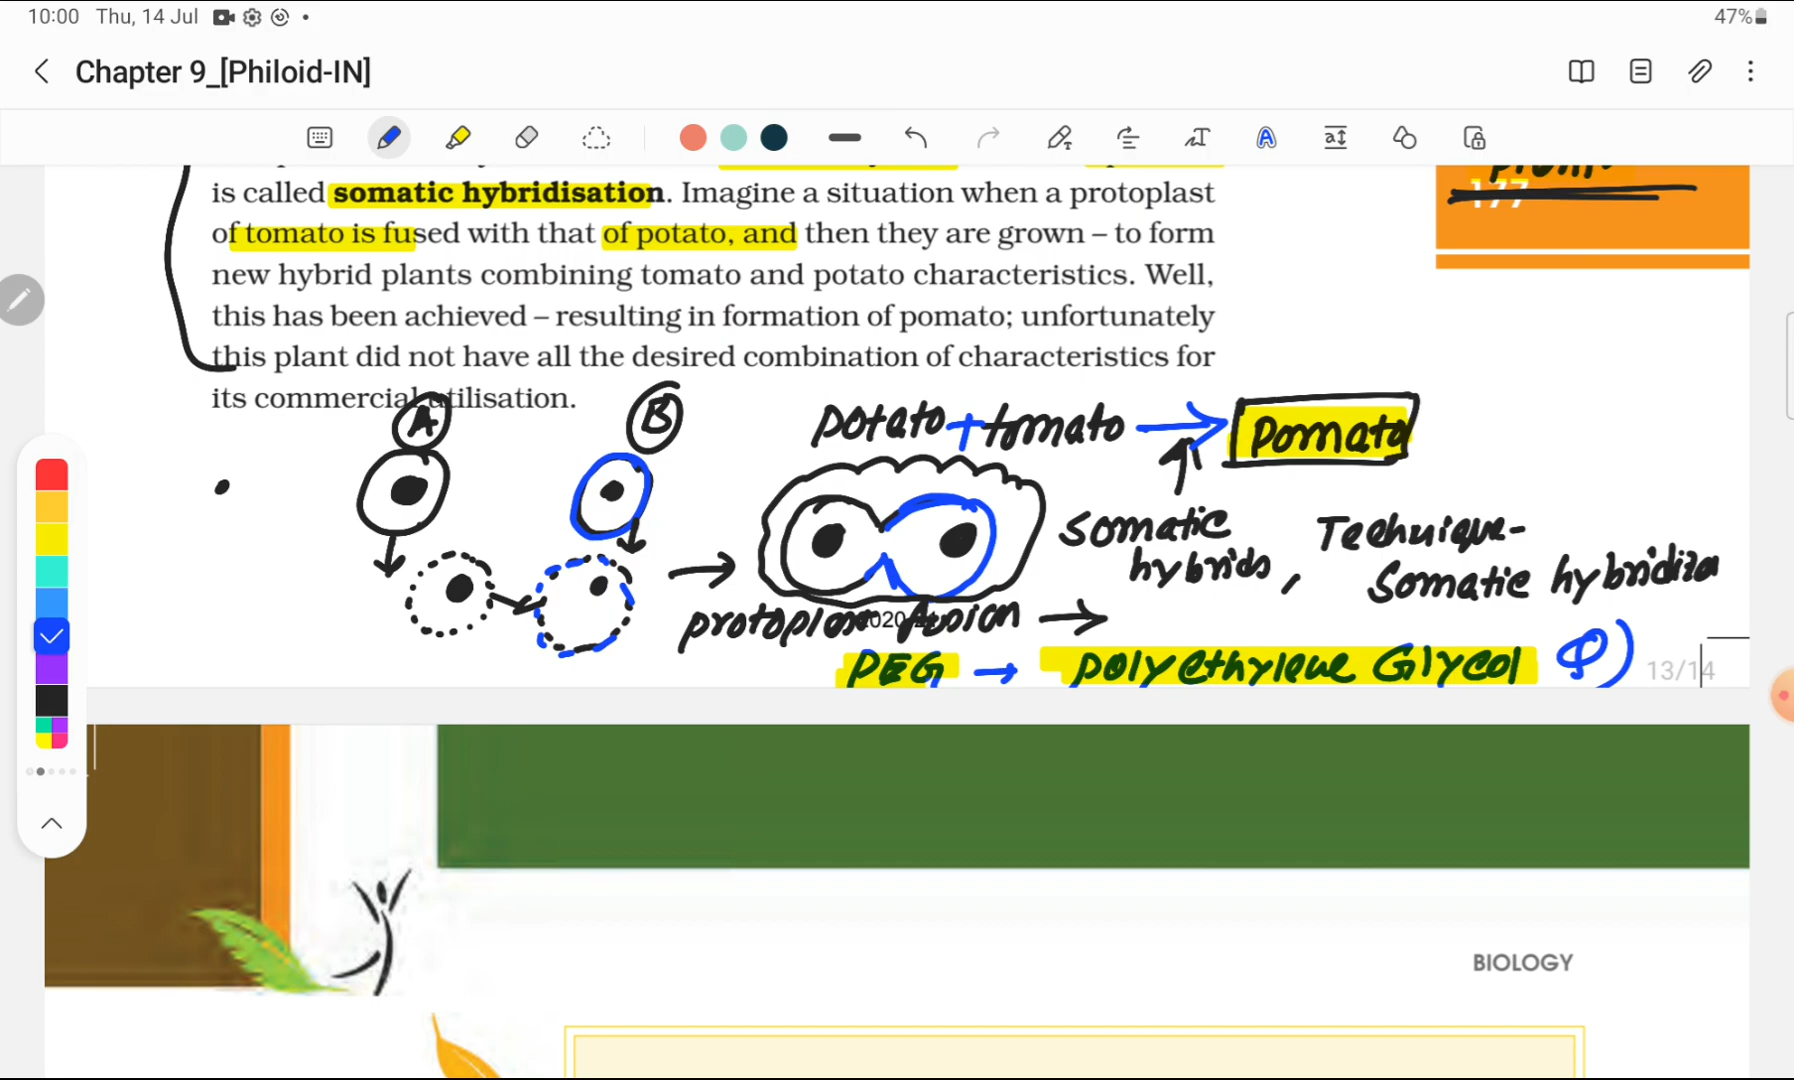 10:00 Thu, 14 Jul
47%
Chapter 9_[Philoid-IN]
177
is called somatic hybridisation. Imagine a situation when a protoplast
of tomato is fused with that of potato, and then they are grown – to form
new hybrid plants combining tomato and potato characteristics. Well,
this has been achieved – resulting in formation of pomato; unfortunately
this plant did not have all the desired combination of characteristics for
its commercial utilisation.
A
B
potato + tomato → Pomato
Somatic
hybrids,
Technique-
Somatic hybridiza
protoplast fusion →
PEG → polyethylene Glycol
13/14
BIOLOGY